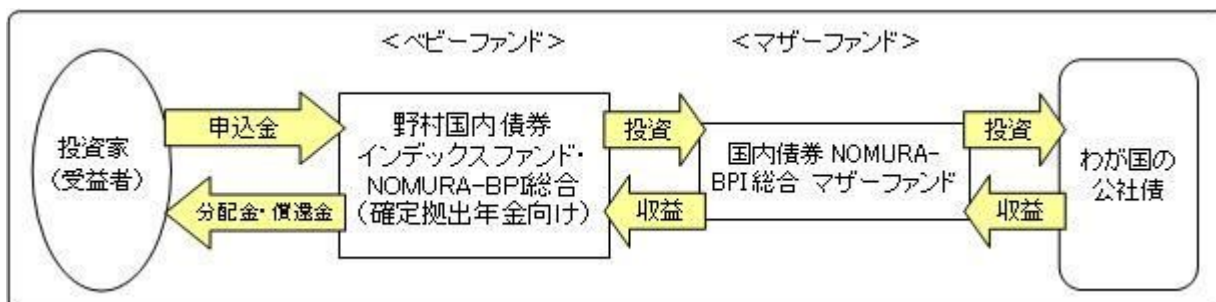 ＜ベビーファンド＞
＜マザーファンド＞
投資家
（受益者）
申込金
分配金・償還金
野村国内債券
インデックスファンド・
NOMURA-BPI総合
（確定拠出年金向け）
投資
収益
国内債券 NOMURA-
BPI総合 マザーファンド
投資
収益
わが国の
公社債